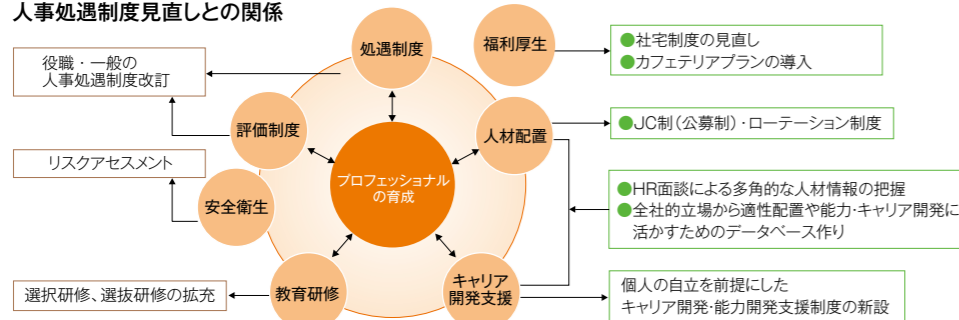 人事処遇制度見直しとの関係
処遇制度
福利厚生
●社宅制度の見直し
●カフェテリアプランの導入
役職・一般の
人事処遇制度改訂
評価制度
人材配置
●JC制(公募制)・ローテーション制度
リスクアセスメント
プロフェッショナル
の育成
●HR面談による多角的な人材情報の把握
●全社的立場から適性配置や能力・キャリア開発に
活かすためのデータベース作り
安全衛生
教育研修
キャリア
開発支援
選択研修、選抜研修の拡充
個人の自立を前提にした
キャリア開発・能力開発支援制度の新設